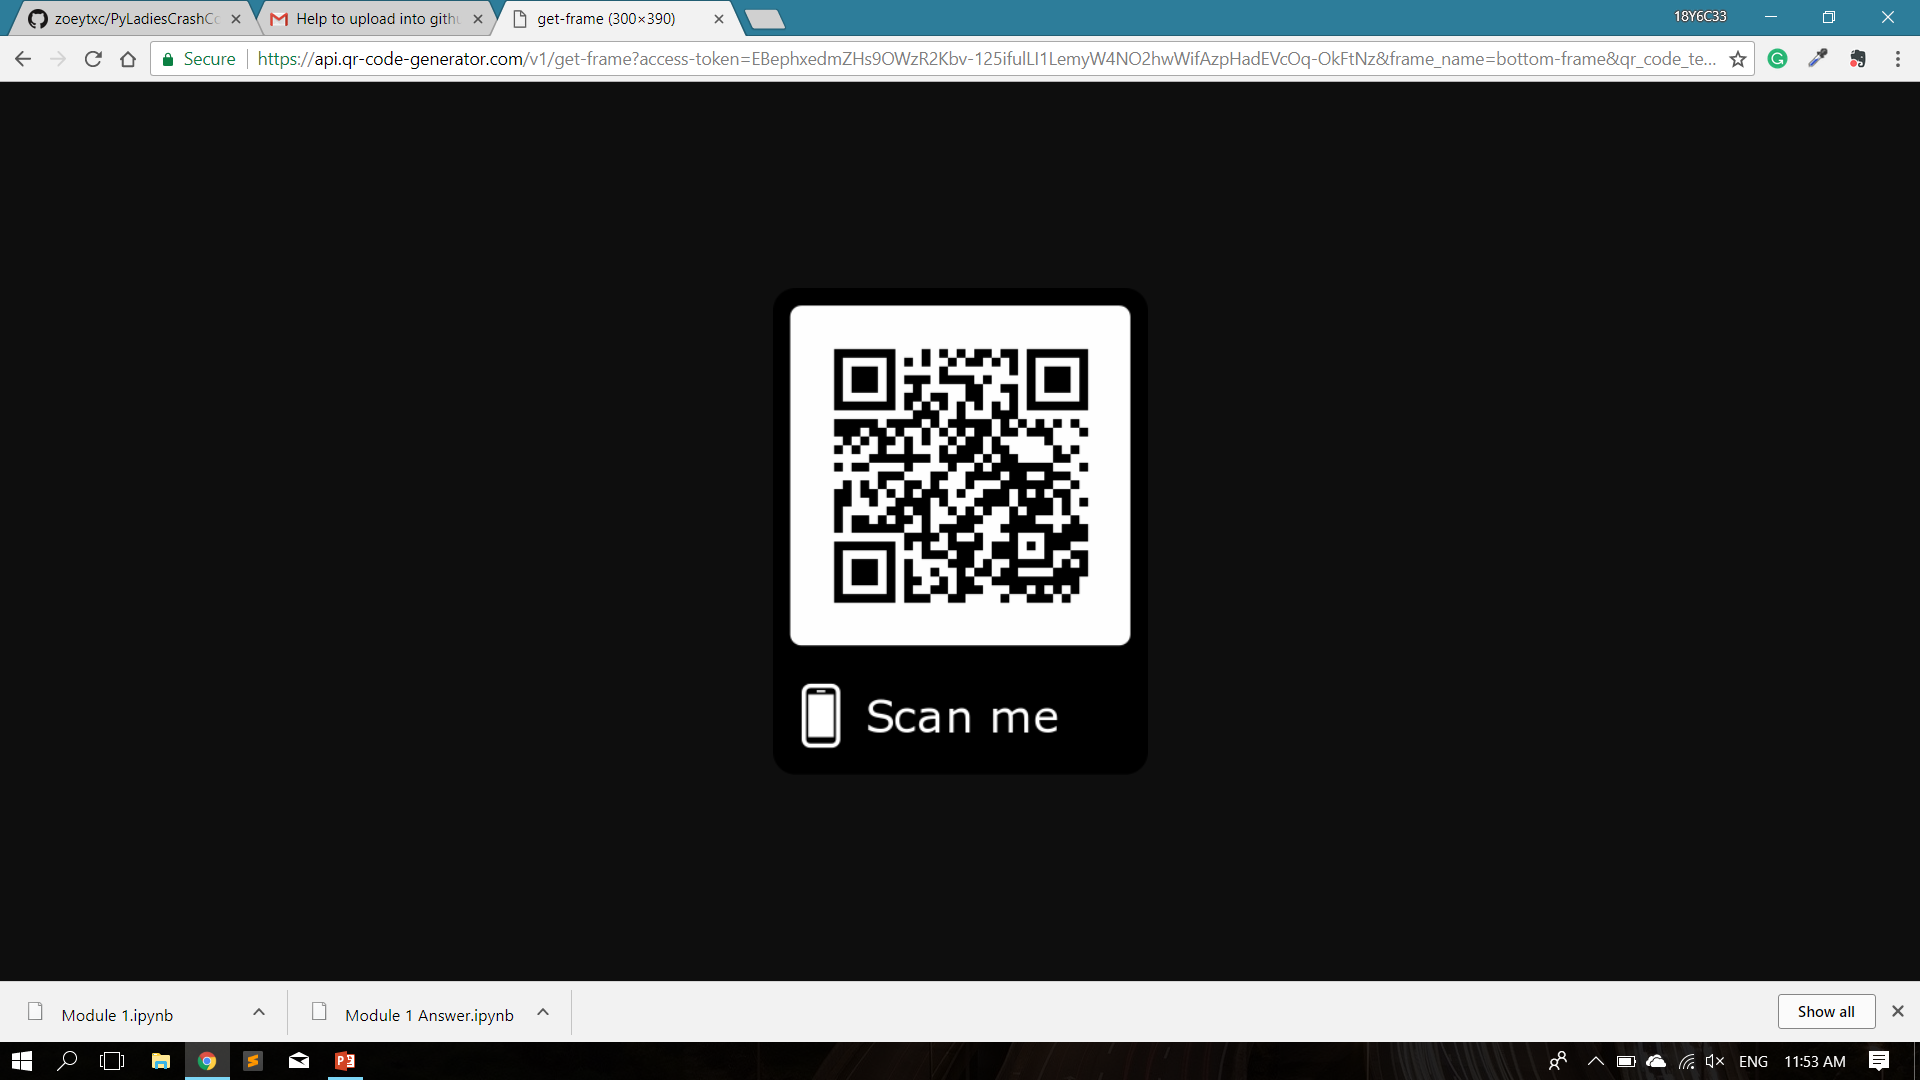 zoeytxc/PyLadiesCrashCo
Help to upload into gith
get-frame (300×390)
18Y6C33
Secure
https://api.qr-code-generator.com/v1/get-frame?access-token=EBephxedmZHs9OWzR2Kbv-125ifulLI1LemyW4NO2hwWifAzpHadEVcOq-OkFtNz&frame_name=bottom-frame&qr_code_te...
Scan me
Module 1.ipynb
Module 1 Answer.ipynb
Show all
ENG
11:53 AM